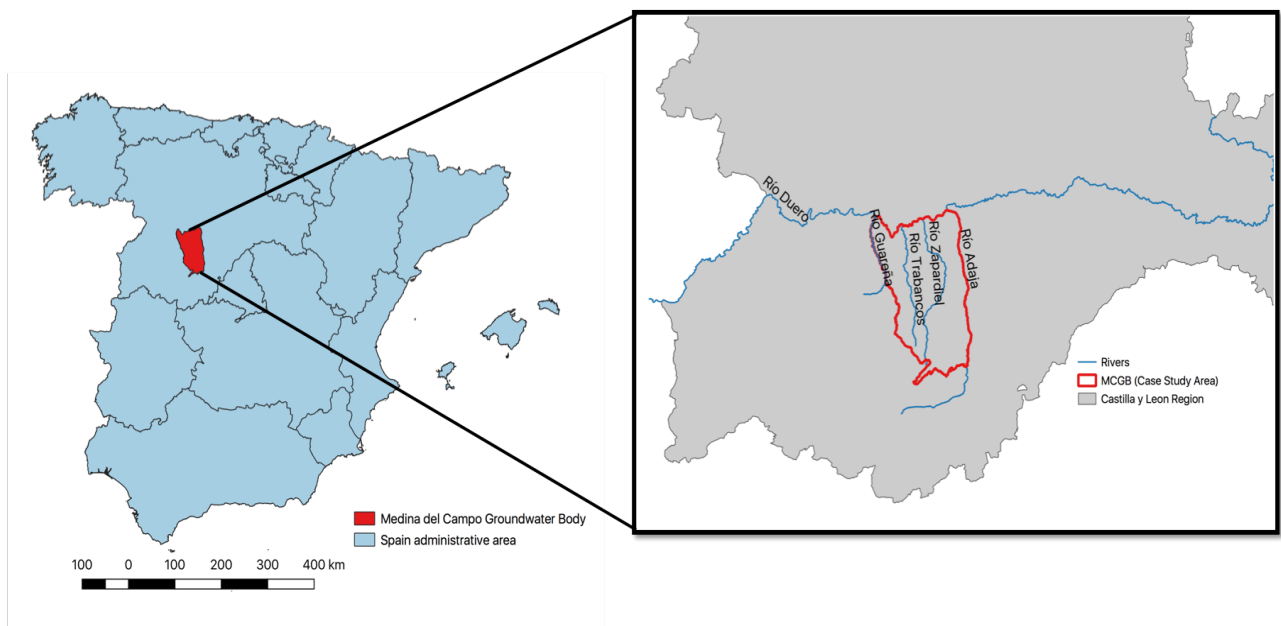 Río Duero
Río Guareña
Río Trabancos
Río Zapardiel
Río Adaja
Rivers
MCGB (Case Study Area)
Castilla y Leon Region
Medina del Campo Groundwater Body
Spain administrative area
100 0 100 200 300 400 km